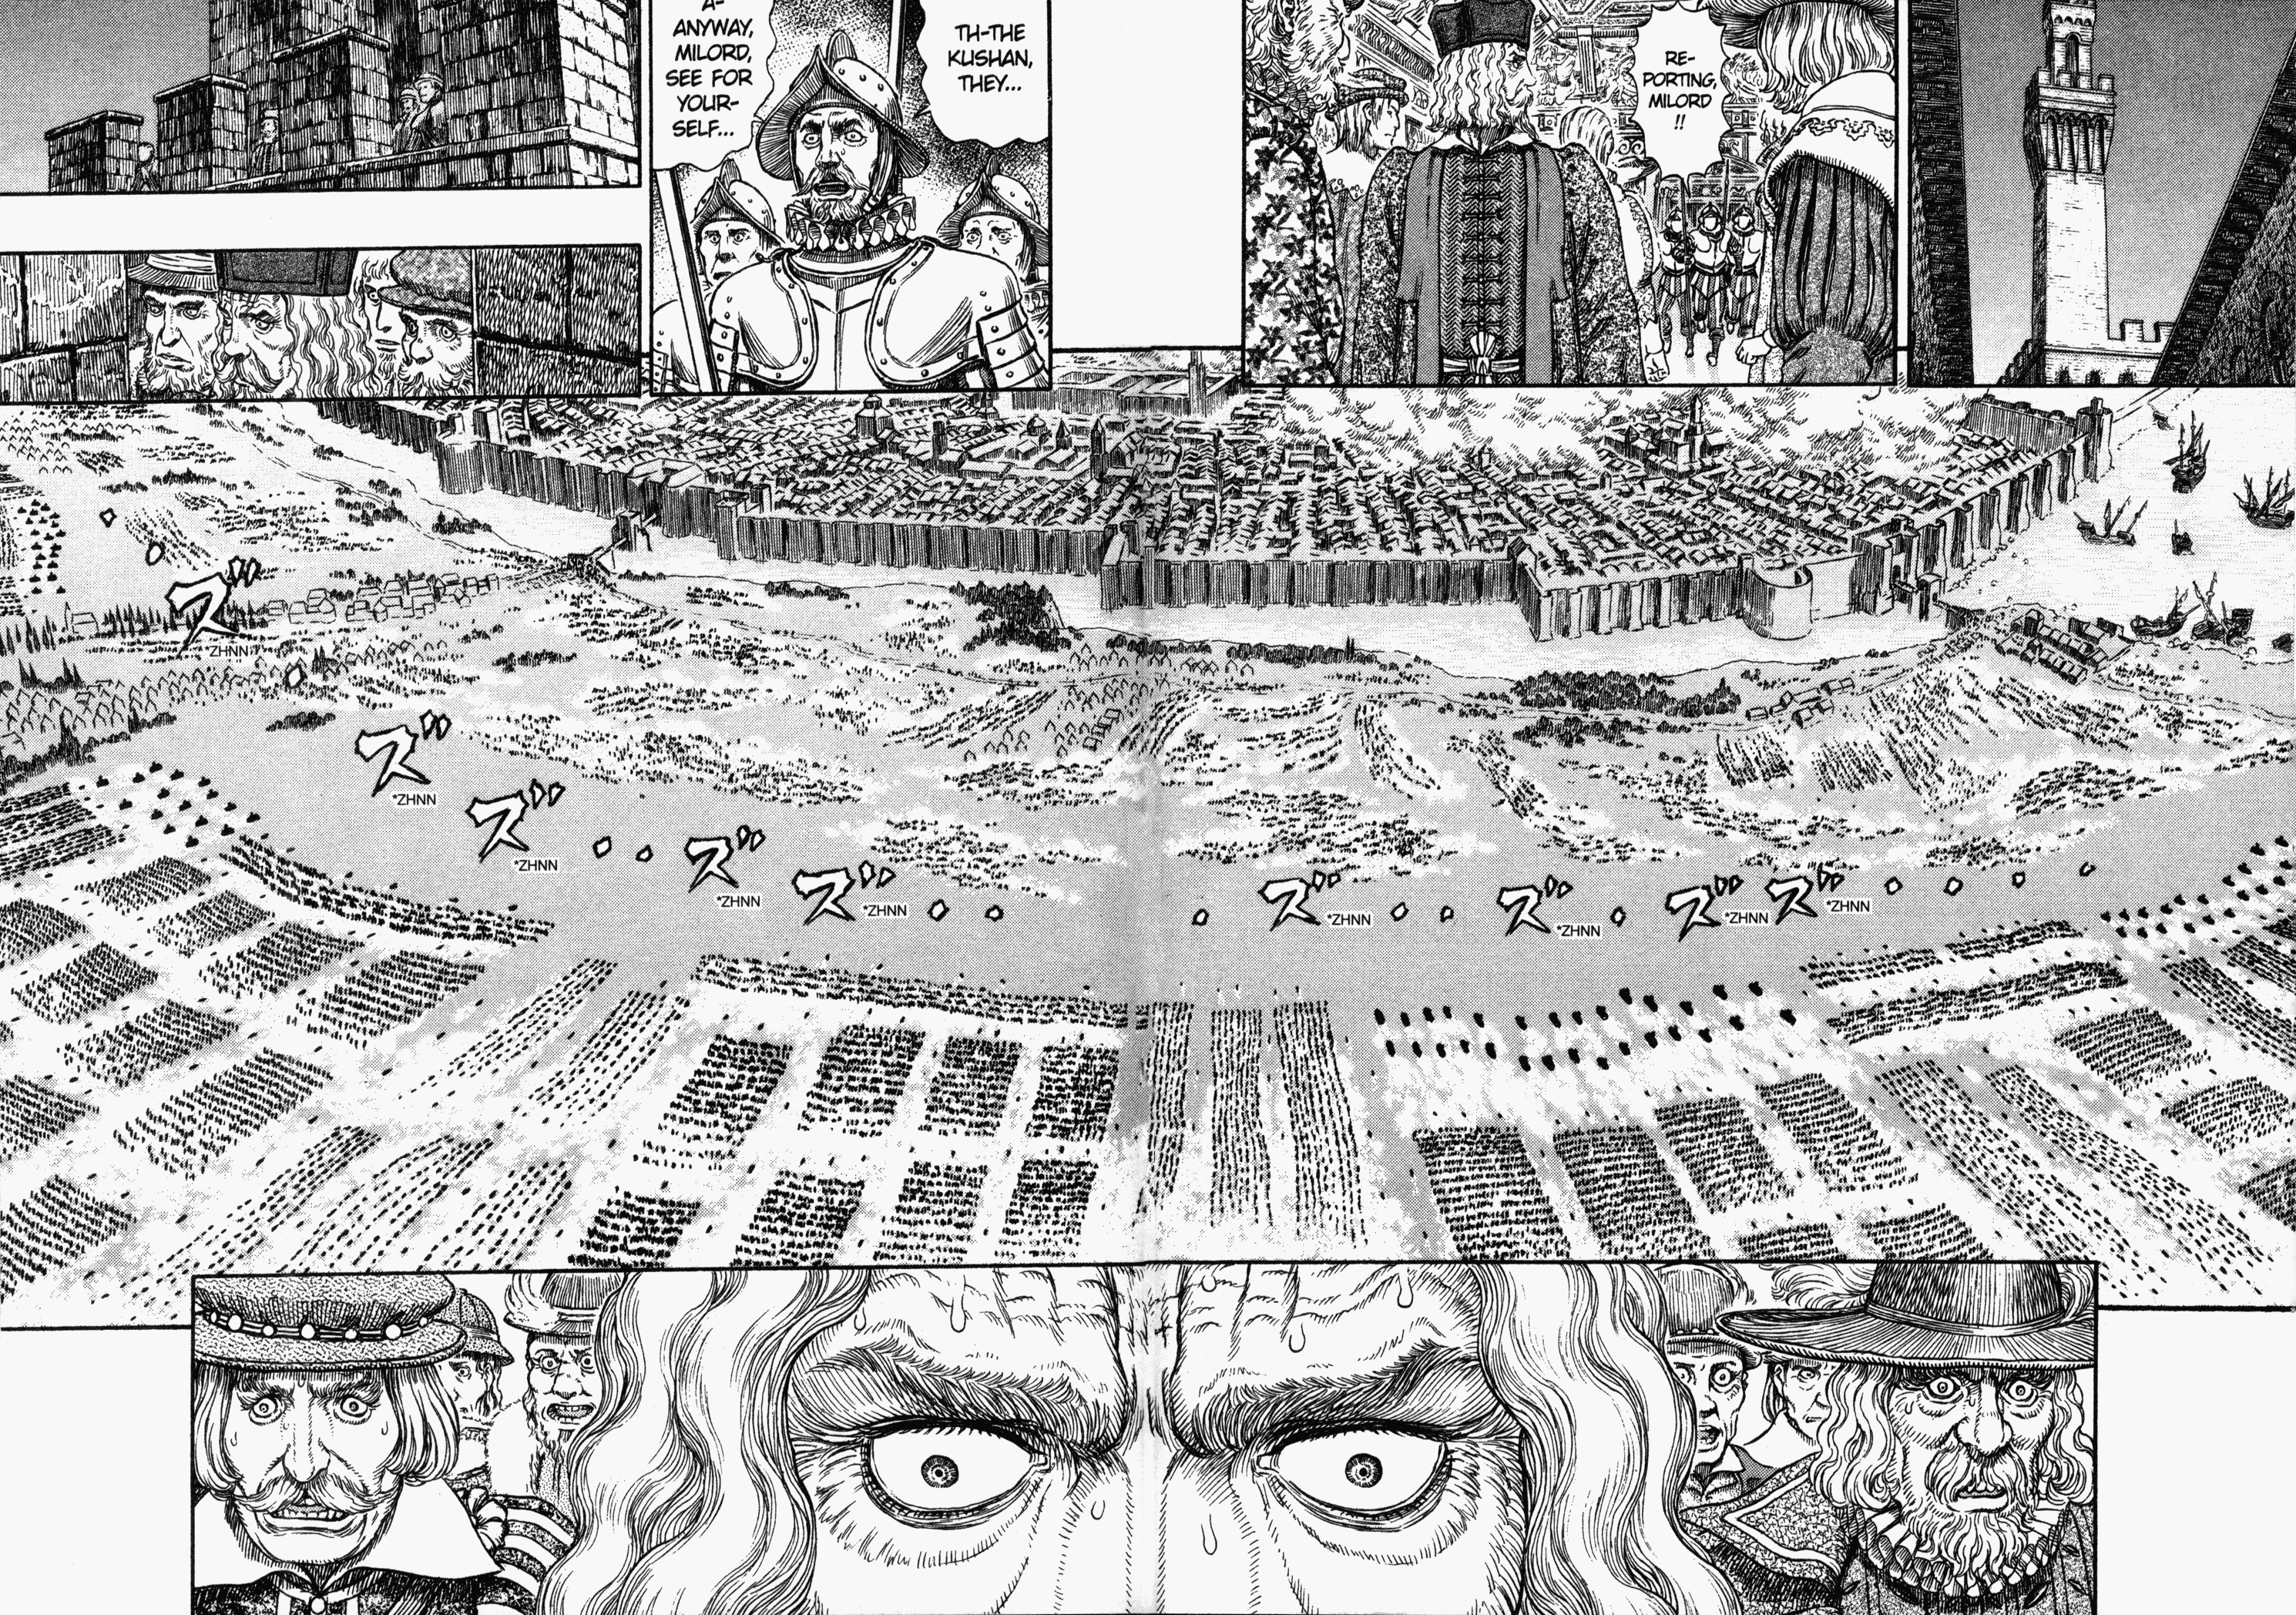 RE-
PORTING,
MILORD
!!
TH-THE
KUSHAN,
THEY...
A-
ANYWAY,
MILORD,
SEE FOR
YOUR-
SELF...
ズ
*ZHNN
ズ
*ZHNN
ズ
*ZHNN
ズ
*ZHNN
ズ
*ZHNN
ズ
*ZHNN
ズ
*ZHNN
ズ
*ZHNN
ズ
*ZHNN